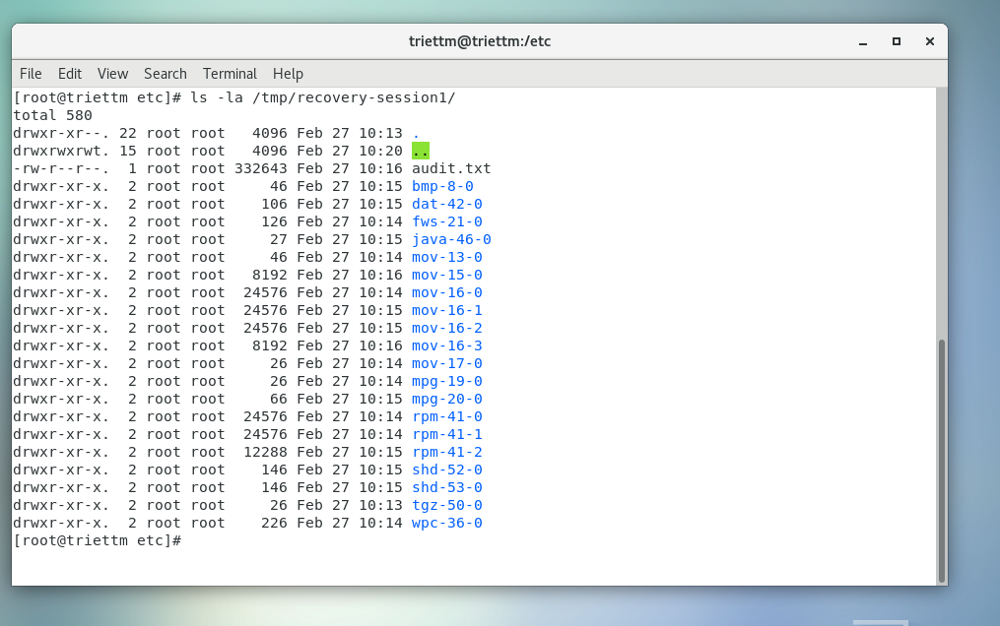 triettm@triettm:/etc
File Edit View Search Terminal Help
[root@triettm etc]# ls -la /tmp/recovery-session1/
total 580
drwxr-xr--. 22 root root   4096 Feb 27 10:13 .
drwxrwxrwt. 15 root root   4096 Feb 27 10:20 ..
-rw-r--r--.  1 root root 332643 Feb 27 10:16 audit.txt
drwxr-xr-x.  2 root root     46 Feb 27 10:15 bmp-8-0
drwxr-xr-x.  2 root root    106 Feb 27 10:15 dat-42-0
drwxr-xr-x.  2 root root    126 Feb 27 10:14 fws-21-0
drwxr-xr-x.  2 root root     27 Feb 27 10:15 java-46-0
drwxr-xr-x.  2 root root     46 Feb 27 10:14 mov-13-0
drwxr-xr-x.  2 root root   8192 Feb 27 10:16 mov-15-0
drwxr-xr-x.  2 root root  24576 Feb 27 10:14 mov-16-0
drwxr-xr-x.  2 root root  24576 Feb 27 10:15 mov-16-1
drwxr-xr-x.  2 root root  24576 Feb 27 10:15 mov-16-2
drwxr-xr-x.  2 root root   8192 Feb 27 10:16 mov-16-3
drwxr-xr-x.  2 root root     26 Feb 27 10:14 mov-17-0
drwxr-xr-x.  2 root root     26 Feb 27 10:14 mpg-19-0
drwxr-xr-x.  2 root root     66 Feb 27 10:15 mpg-20-0
drwxr-xr-x.  2 root root  24576 Feb 27 10:14 rpm-41-0
drwxr-xr-x.  2 root root  24576 Feb 27 10:14 rpm-41-1
drwxr-xr-x.  2 root root  12288 Feb 27 10:15 rpm-41-2
drwxr-xr-x.  2 root root    146 Feb 27 10:15 shd-52-0
drwxr-xr-x.  2 root root    146 Feb 27 10:15 shd-53-0
drwxr-xr-x.  2 root root     26 Feb 27 10:13 tgz-50-0
drwxr-xr-x.  2 root root    226 Feb 27 10:14 wpc-36-0
[root@triettm etc]#